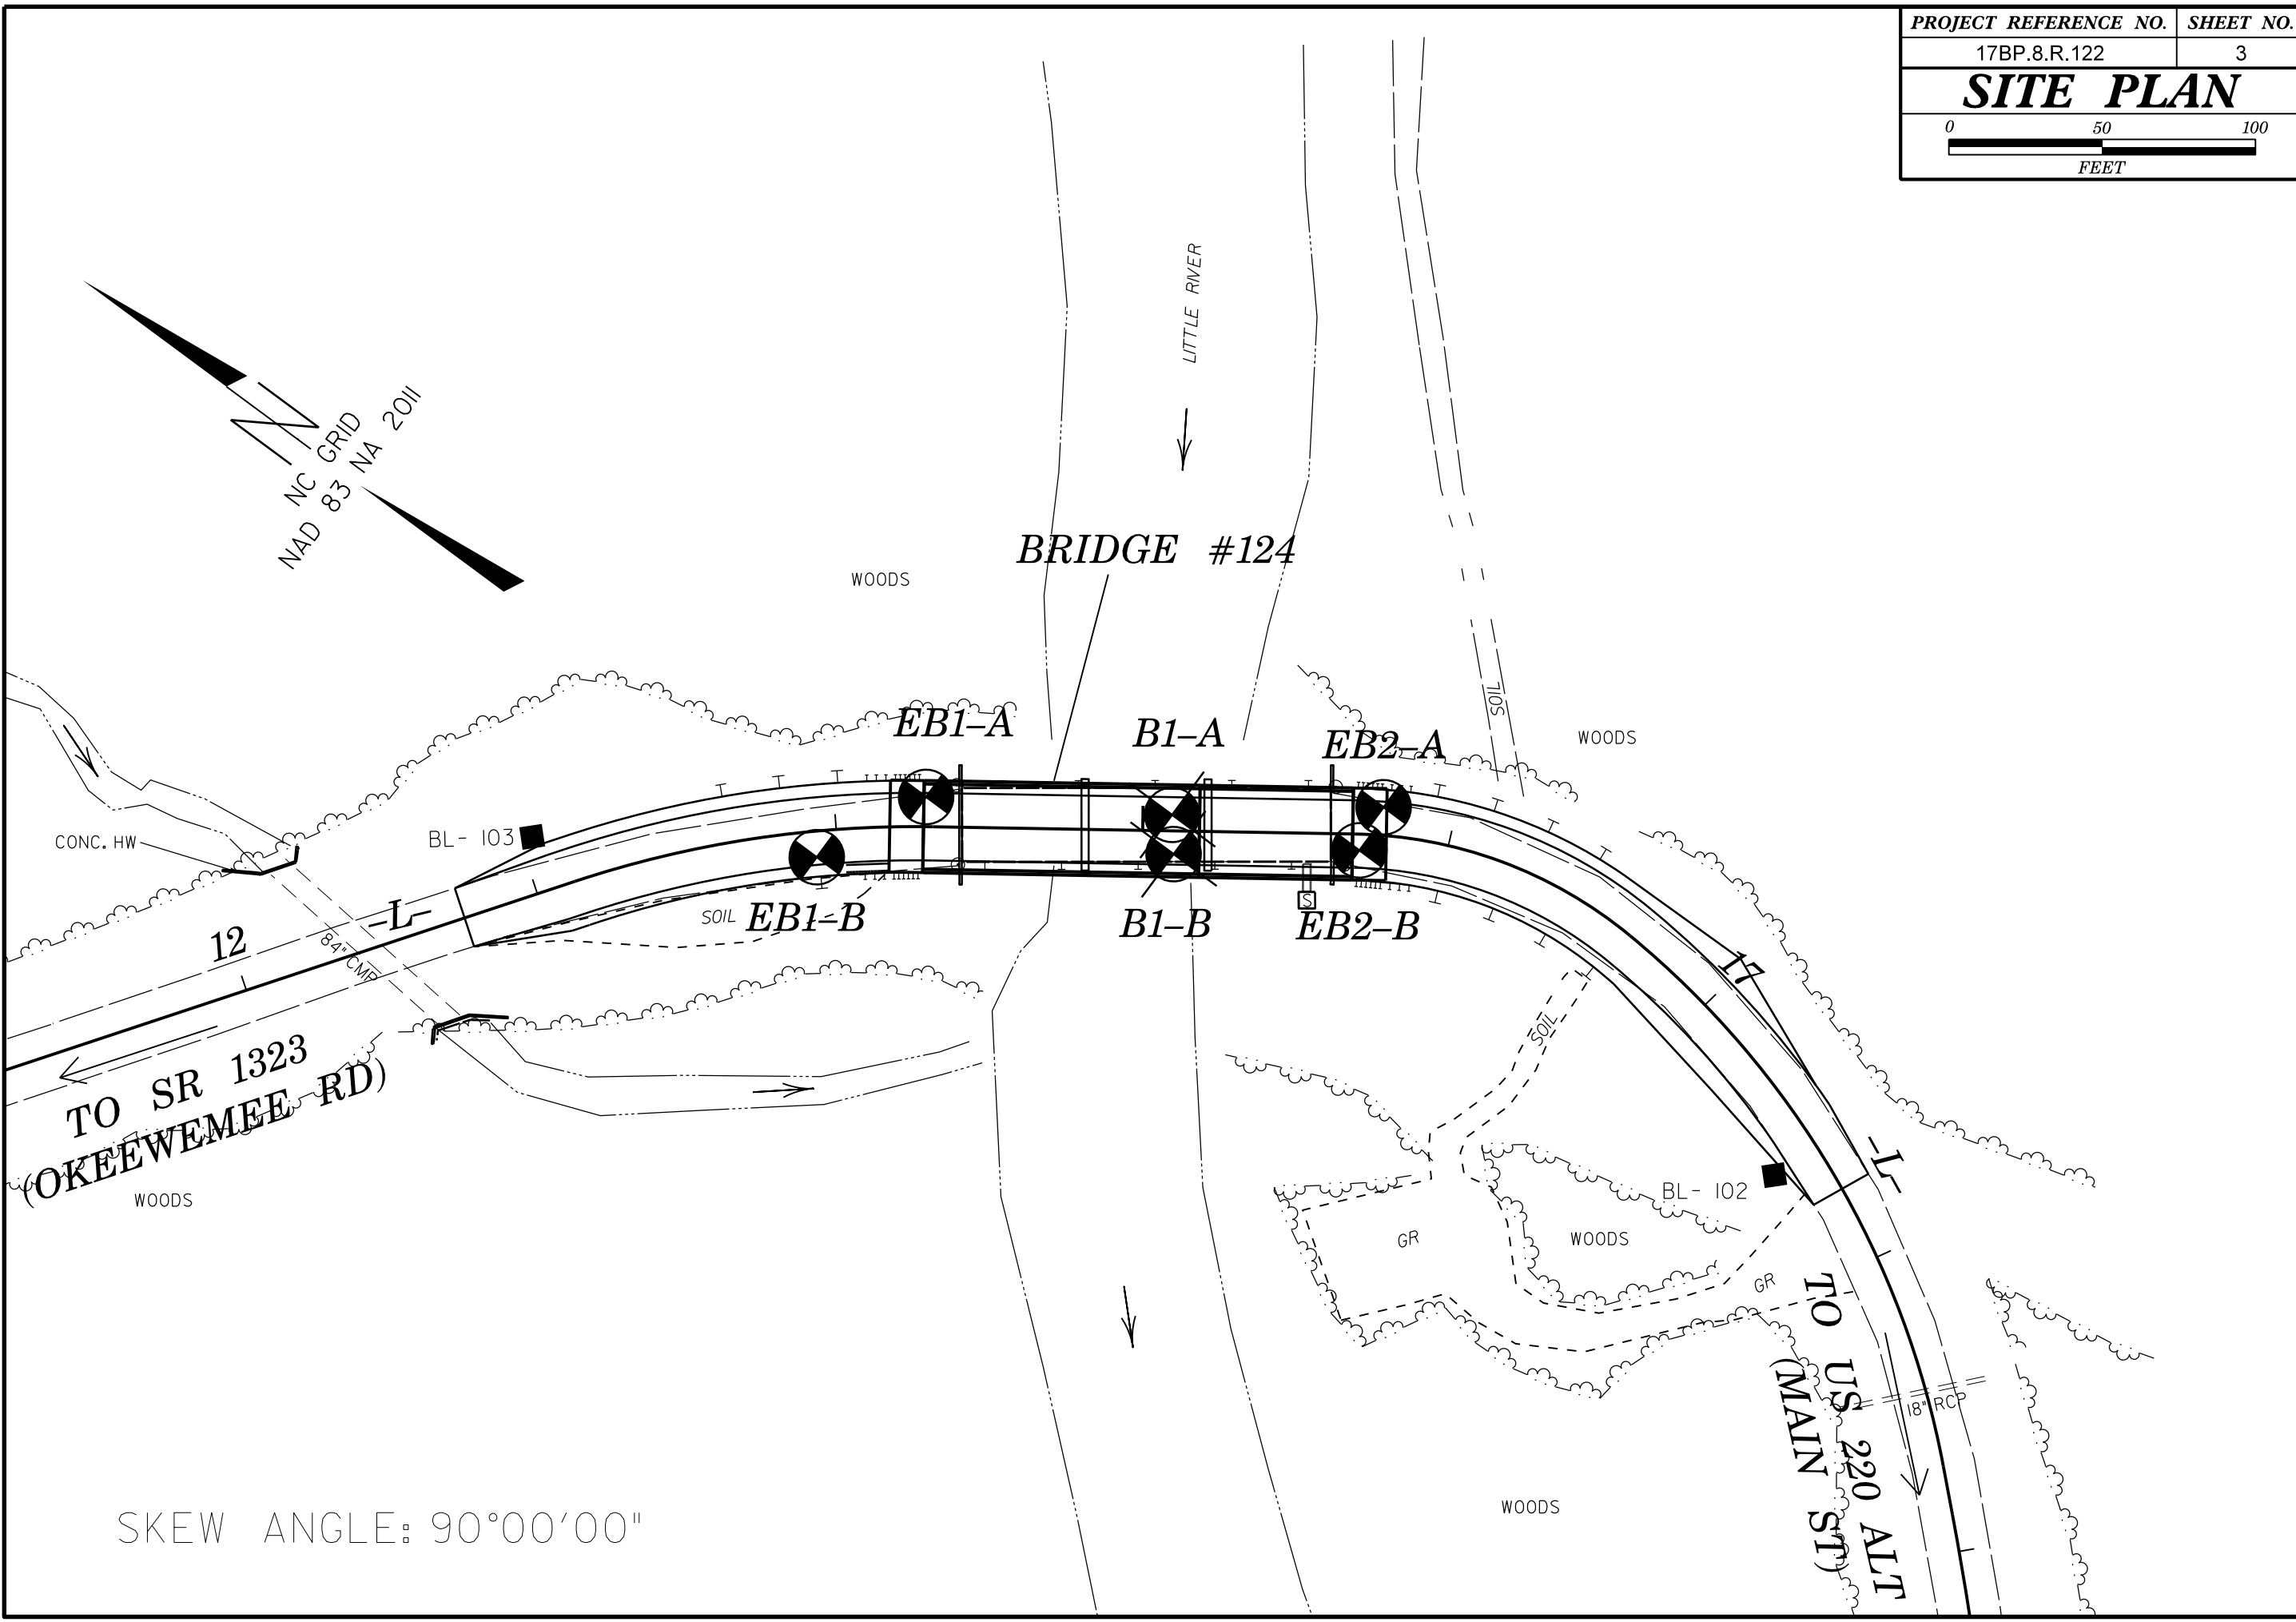 PROJECT REFERENCE NO. SHEET NO.
17BP.8.R.122 3
SITE PLAN
0 50 100
FEET
LITTLE RIVER
NC GRID
NAD 83 NA 2011
BRIDGE #124
WOODS
SOIL
WOODS
EB1-A
B1-A
EB2-A
CONC. HW
BL- 103
-L-
12
84" CMP
SOIL
EB1-B
B1-B
S
EB2-B
17
SOIL
TO SR 1323
(OKEEWEMEE RD)
WOODS
-L-
BL- 102
GR
WOODS
GR
TO US 220 ALT
(MAIN ST)
18" RCP
WOODS
SKEW ANGLE: 90°00'00"